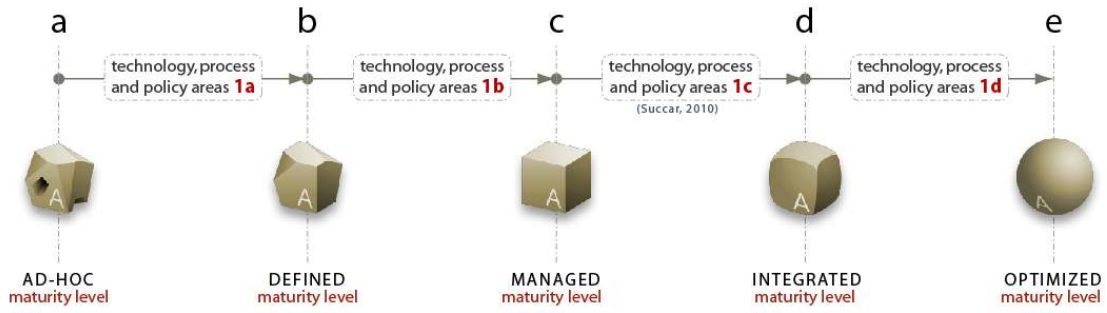 a
b
c
d
e
technology, process
and policy areas 1a
technology, process
and policy areas 1b
technology, process
and policy areas 1c
(Succar, 2010)
technology, process
and policy areas 1d
A
A
A
A
A
AD-HOC
maturity level
DEFINED
maturity level
MANAGED
maturity level
INTEGRATED
maturity level
OPTIMIZED
maturity level